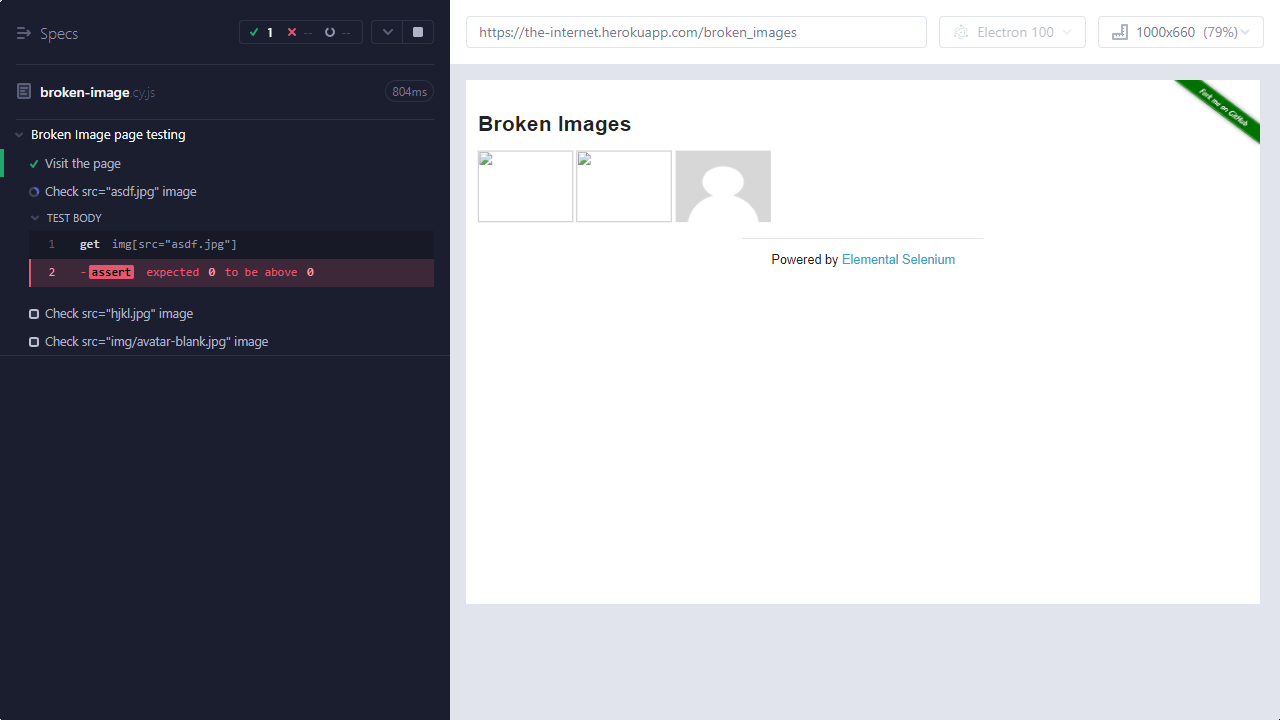 Specs
1 -- --
broken-image.cy.js
804ms
Broken Image page testing
Visit the page
Check src="asdf.jpg" image
TEST BODY
1 get img[src="asdf.jpg"]
2 -assert expected 0 to be above 0
Check src="hjkl.jpg" image
Check src="img/avatar-blank.jpg" image
https://the-internet.herokuapp.com/broken_images
Electron 100
1000x660 (79%)
Fork me on GitHub
Broken Images
Powered by Elemental Selenium